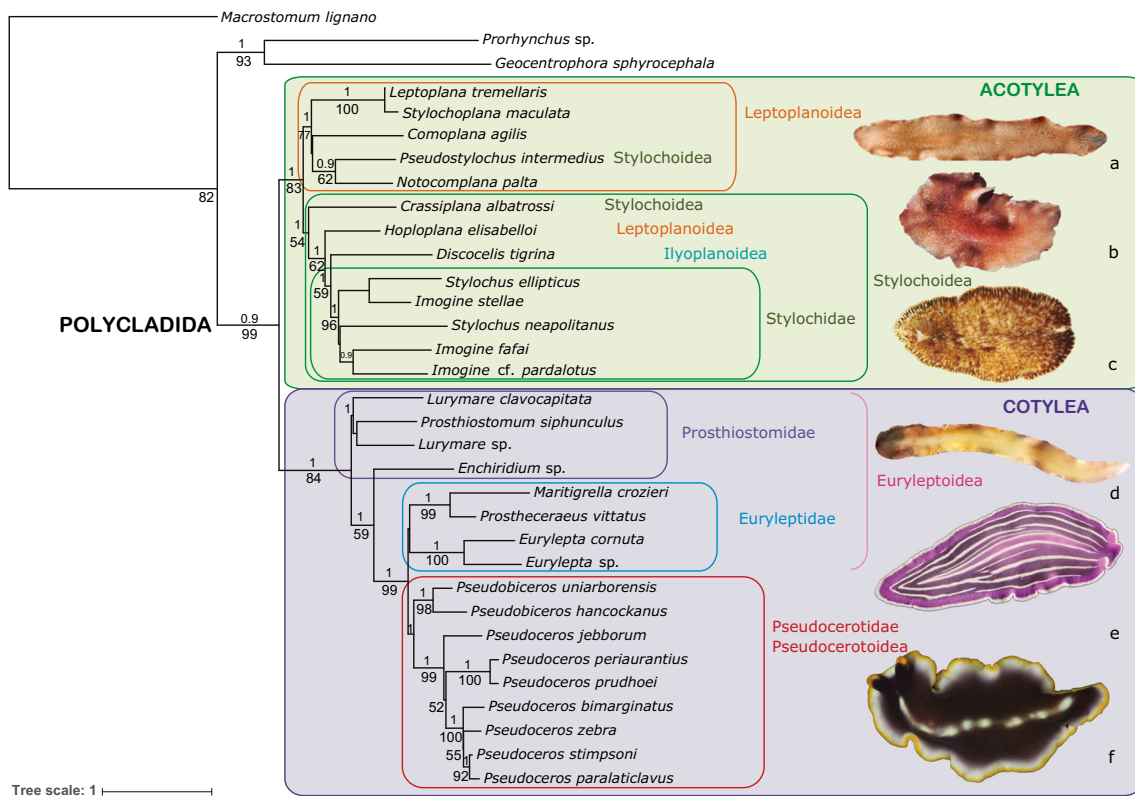 Macrostomum lignano
1
93
Prorhynchus sp.
Geocentrophora sphyrocephala
82
POLYCLADIDA
0.9
99
ACOTYLEA
1
83
1
77
1
100
Leptoplana tremellaris
Stylochoplana maculata
Comoplana agilis
0.9
62
Pseudostylochus intermedius Stylochoidea
Notocomplana palta
Leptoplanoidea
a
1
54
Crassiplana albatrossi Stylochoidea
1
62
Hoploplana elisabelloi Leptoplanoidea
1
59
Discocelis tigrina Ilyoplanoidea
b
1
96
Stylochus ellipticus
Imogine stellae
Stylochus neapolitanus
0.9
Imogine fafai
Imogine cf. pardalotus
Stylochidae
Stylochoidea
c
COTYLEA
1
84
1
Lurymare clavocapitata
Prosthiostomum siphunculus
Lurymare sp.
Prosthiostomidae
1
59
Enchiridium sp.
Euryleptoidea
d
1
99
1
99
Maritigrella crozieri
Prostheceraeus vittatus
1
100
Eurylepta cornuta
Eurylepta sp.
Euryleptidae
1
1
98
Pseudobiceros uniarborensis
Pseudobiceros hancockanus
e
1
99
Pseudoceros jebborum
52
1
100
Pseudoceros periaurantius
Pseudoceros prudhoei
1
100
Pseudoceros bimarginatus
Pseudoceros zebra
55
1
92
Pseudoceros stimpsoni
Pseudoceros paralaticlavus
Pseudocerotidae
Pseudocerotoidea
f
Tree scale: 1